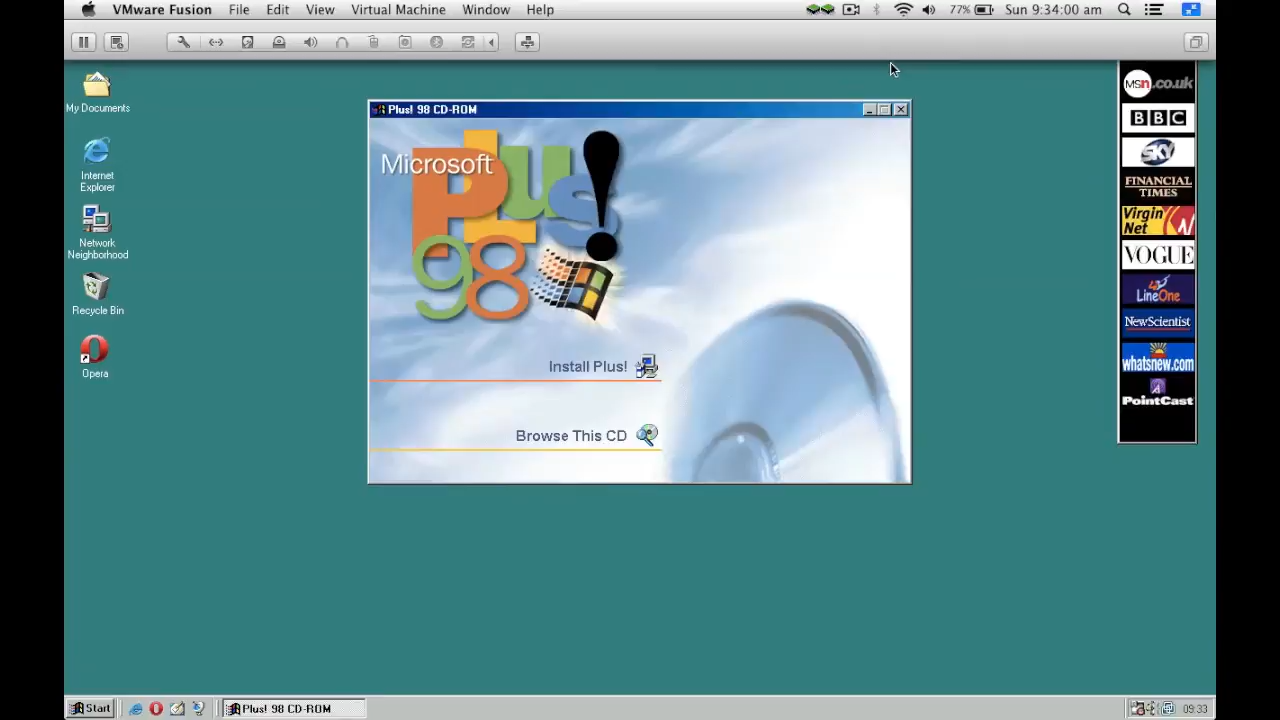 VMware Fusion File Edit View Virtual Machine Window Help 77% Sun 9:34:00 am
My Documents
Internet
Explorer
Network
Neighborhood
Recycle Bin
Opera
Plus! 98 CD-ROM
Microsoft
Plus!
98
Install Plus!
Browse This CD
msn.co.uk
BBC
sky
FINANCIAL
TIMES
Virgin
Net
VOGUE
LineOne
NewScientist
whatsnew.com
PointCast
Start Plus! 98 CD-ROM 09:33